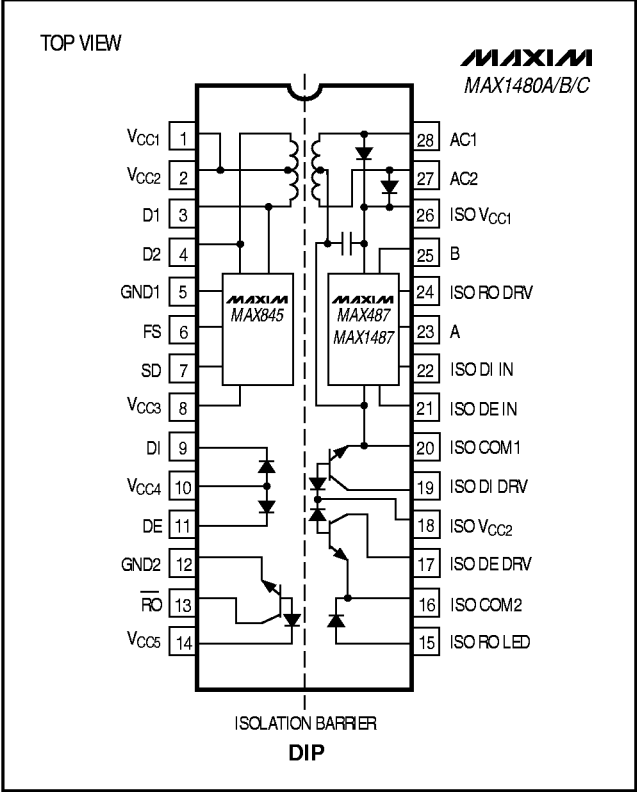 TOP VIEW
MAXIM
MAX1480A/B/C
VCC1 1
VCC2 2
D1 3
D2 4
GND1 5
FS 6
SD 7
VCC3 8
DI 9
VCC4 10
DE 11
GND2 12
RO 13
VCC5 14
MAXIM
MAX845
MAXIM
MAX487
MAX1487
28 AC1
27 AC2
26 ISO VCC1
25 B
24 ISO RO DRV
23 A
22 ISO DI IN
21 ISO DE IN
20 ISO COM1
19 ISO DI DRV
18 ISO VCC2
17 ISO DE DRV
16 ISO COM2
15 ISO RO LED
ISOLATION BARRIER
DIP